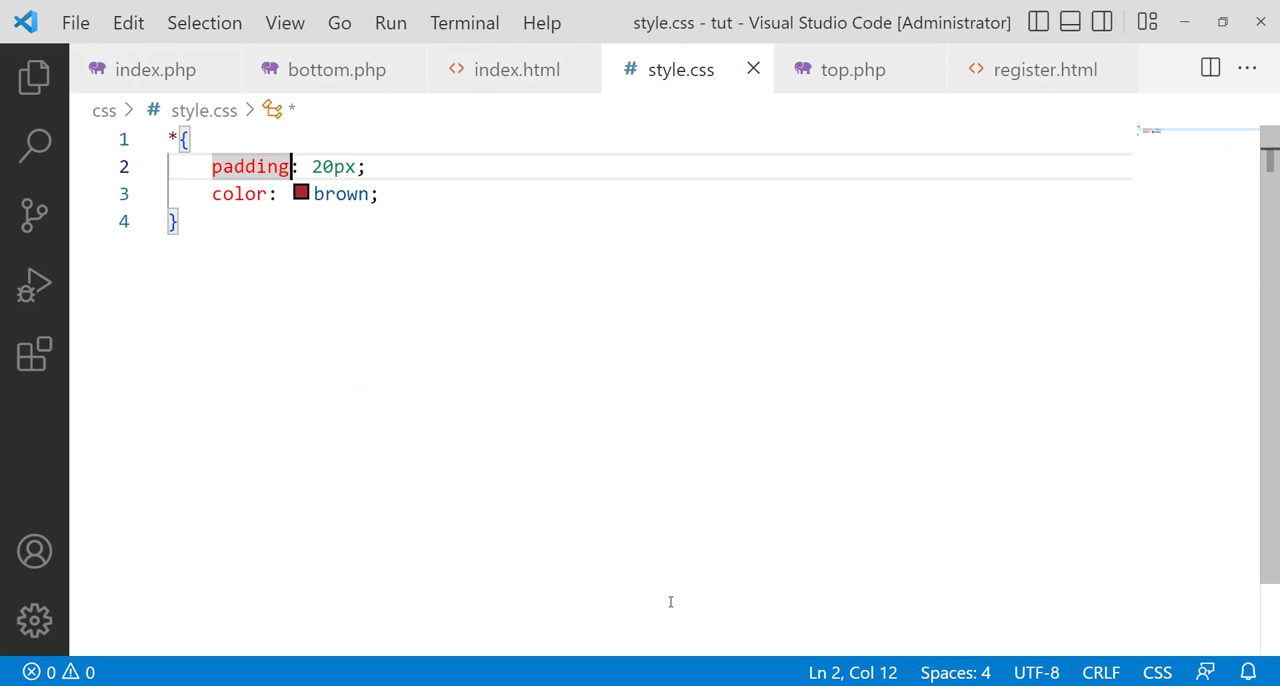 File Edit Selection View Go Run Terminal Help style.css - tut - Visual Studio Code [Administrator]
index.php bottom.php index.html # style.css top.php register.html
css > # style.css > *
1 *{
2 padding: 20px;
3 color: brown;
4 }
0 0 Ln 2, Col 12 Spaces: 4 UTF-8 CRLF CSS